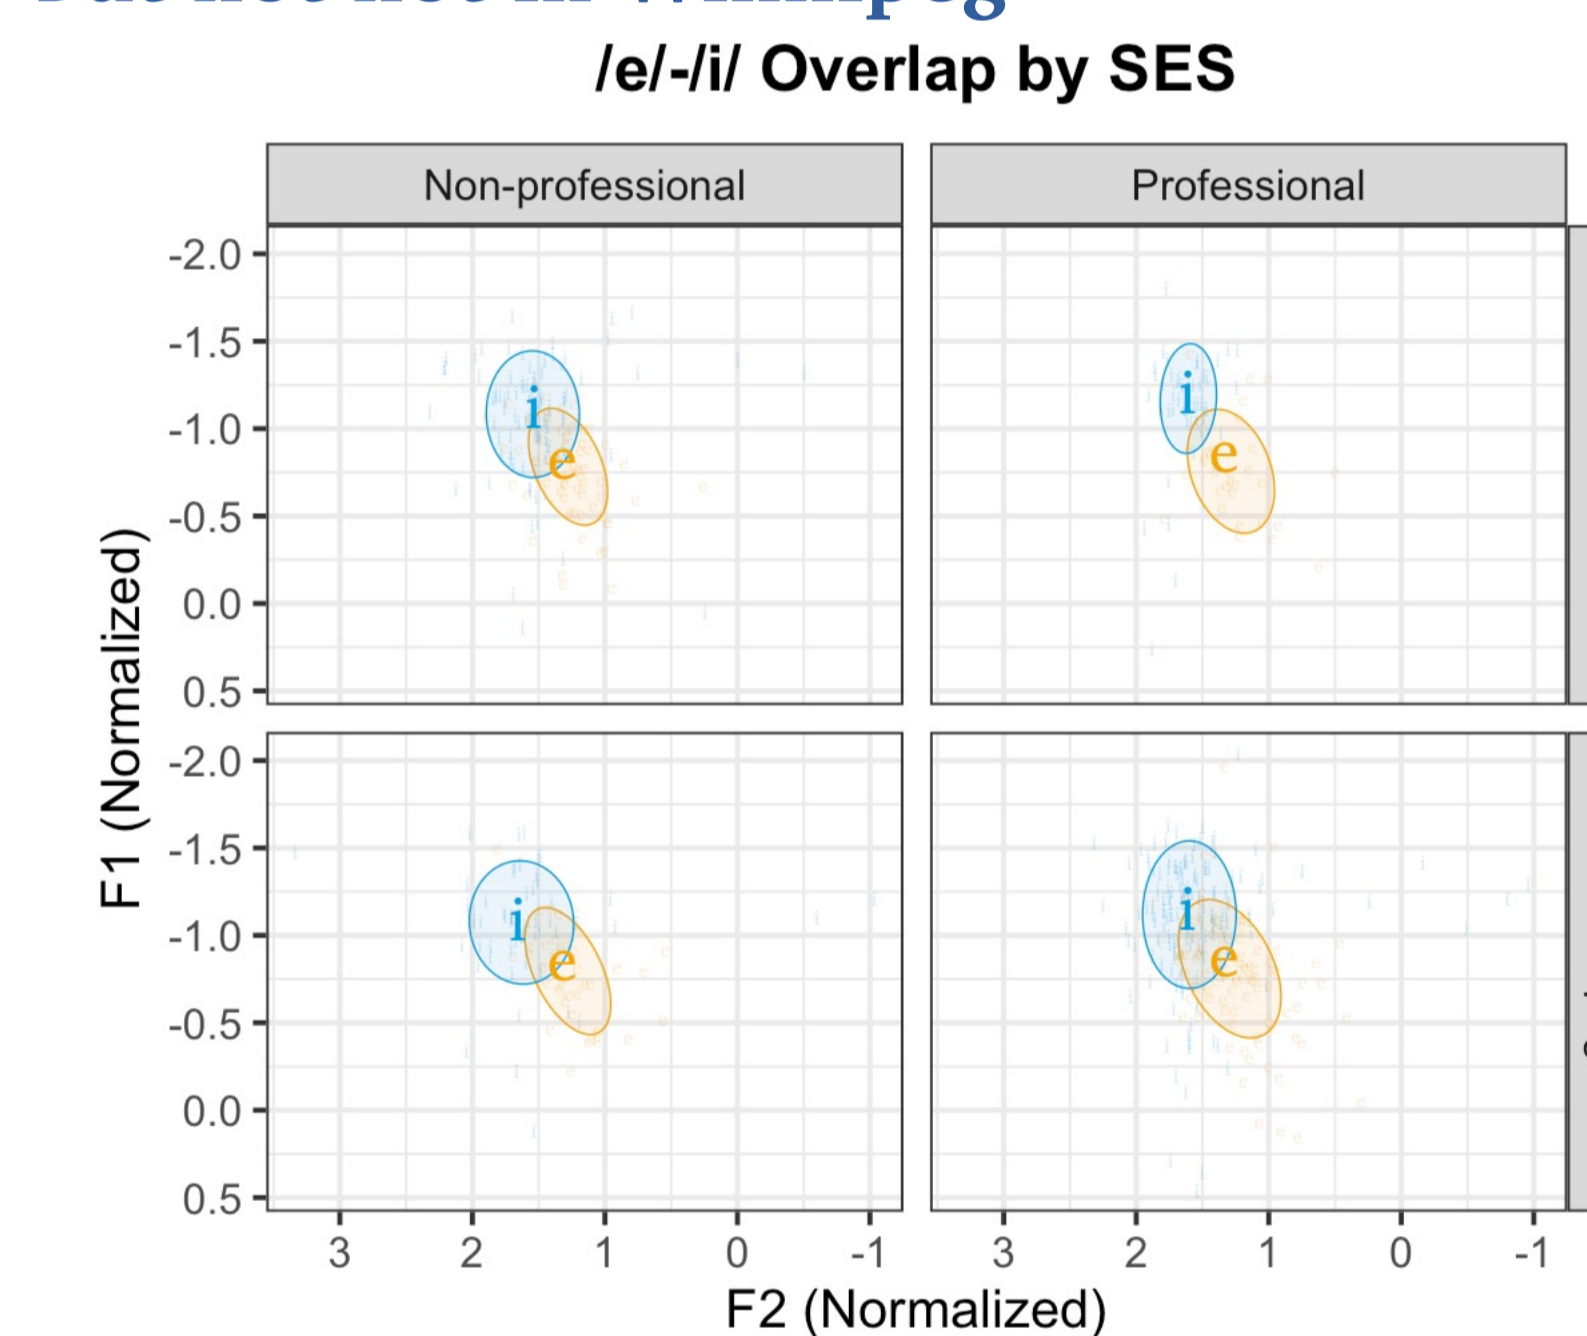 /e/-/i/ Overlap by SES
Non-professional
Professional
-2.0
-1.5
-1.0
-0.5
0.0
0.5
i
e
i
e
-2.0
-1.5
-1.0
-0.5
0.0
0.5
i
e
i
e
3 2 1 0 -1
3 2 1 0 -1
F1 (Normalized)
F2 (Normalized)